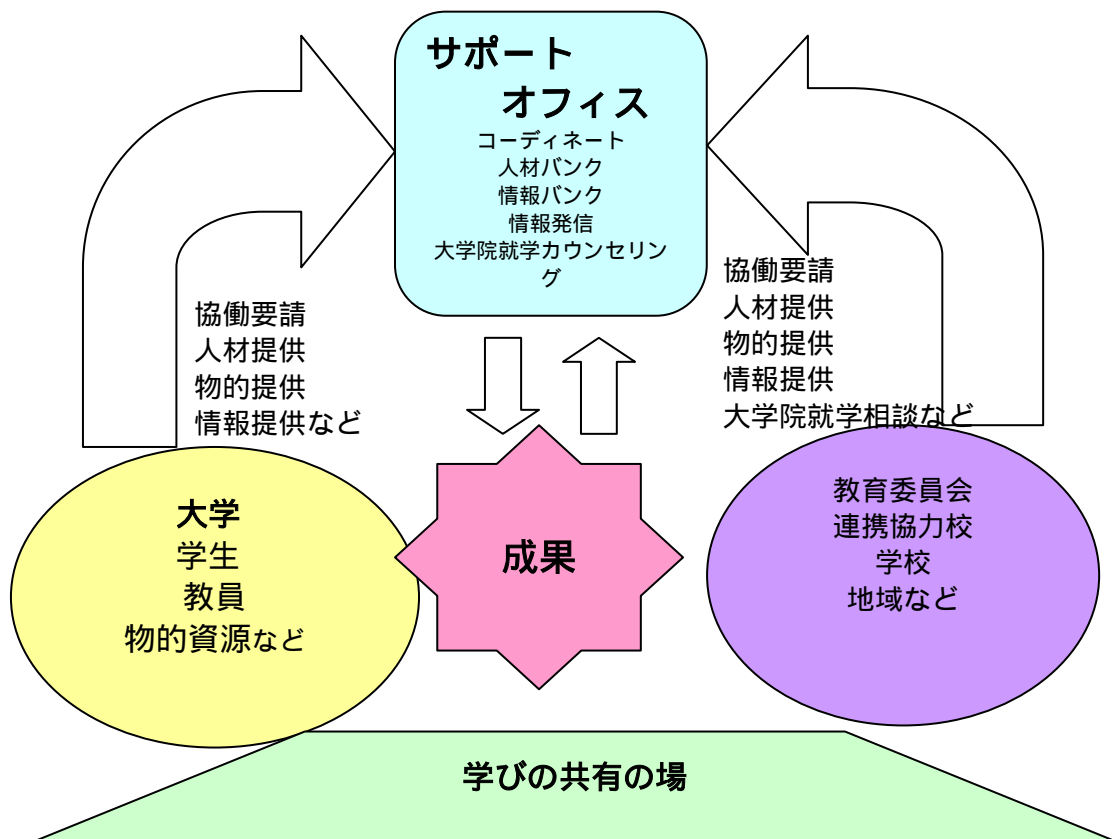 サポート
オフィス
コーディネート
人材バンク
情報バンク
情報発信
大学院就学カウンセリン
グ
協働要請
人材提供
物的提供
情報提供など
協働要請
人材提供
物的提供
情報提供
大学院就学相談など
大学
学生
教員
物的資源など
成果
教育委員会
連携協力校
学校
地域など
学びの共有の場